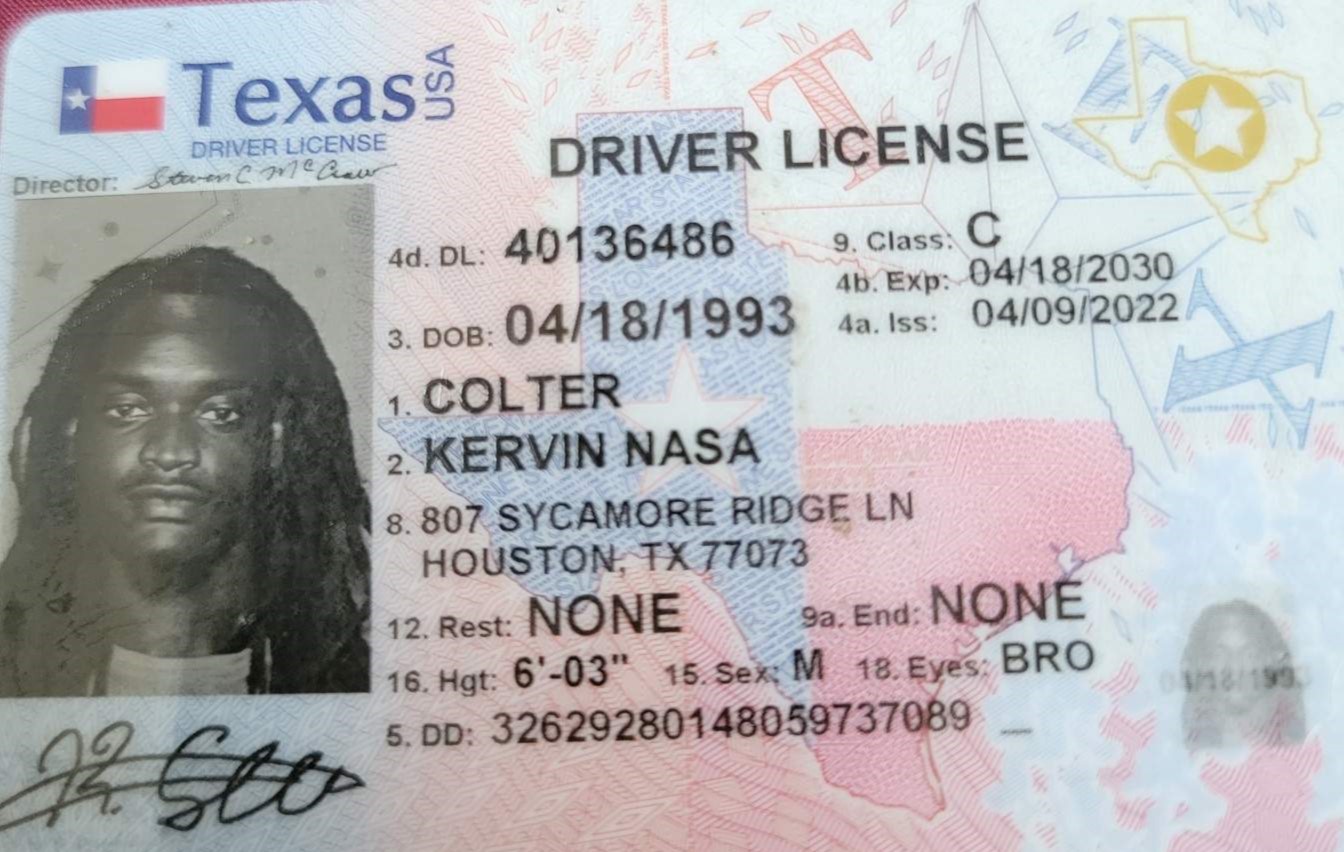 Texas USA
DRIVER LICENSE
Director: Steven C McCraw
DRIVER LICENSE
4d. DL: 40136486
9. Class: C
4b. Exp: 04/18/2030
3. DOB: 04/18/1993
4a. Iss: 04/09/2022
1. COLTER
2. KERVIN NASA
8. 807 SYCAMORE RIDGE LN
HOUSTON, TX 77073
12. Rest: NONE
9a. End: NONE
16. Hgt: 6'-03" 15. Sex: M 18. Eyes: BRO
04/18/1993
5. DD: 32629280148059737089